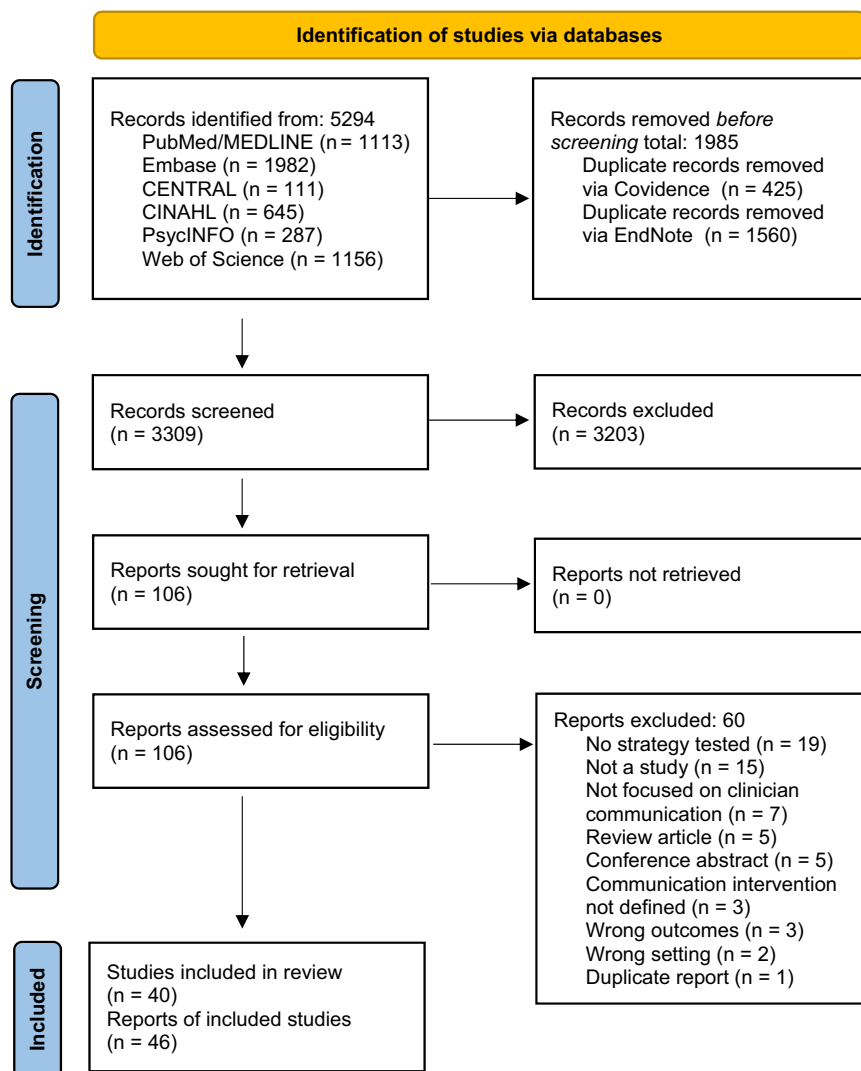 Identification of studies via databases
Identification
Records identified from: 5294
PubMed/MEDLINE (n = 1113)
Embase (n = 1982)
CENTRAL (n = 111)
CINAHL (n = 645)
PsycINFO (n = 287)
Web of Science (n = 1156)
Records removed before
screening total: 1985
Duplicate records removed
via Covidence (n = 425)
Duplicate records removed
via EndNote (n = 1560)
Screening
Records screened
(n = 3309)
Records excluded
(n = 3203)
Reports sought for retrieval
(n = 106)
Reports not retrieved
(n = 0)
Reports assessed for eligibility
(n = 106)
Reports excluded: 60
No strategy tested (n = 19)
Not a study (n = 15)
Not focused on clinician
communication (n = 7)
Review article (n = 5)
Conference abstract (n = 5)
Communication intervention
not defined (n = 3)
Wrong outcomes (n = 3)
Wrong setting (n = 2)
Duplicate report (n = 1)
Included
Studies included in review
(n = 40)
Reports of included studies
(n = 46)